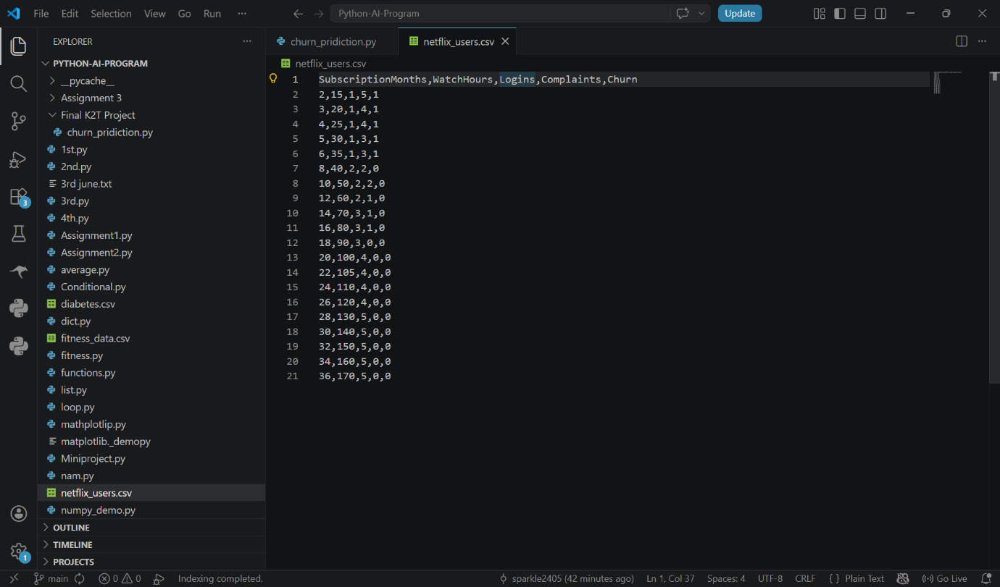 File Edit Selection View Go Run ...
Python-AI-Program
Update
EXPLORER
PYTHON-AI-PROGRAM
__pycache__
Assignment 3
Final K2T Project
churn_pridiction.py
1st.py
2nd.py
3rd june.txt
3rd.py
4th.py
Assignment1.py
Assignment2.py
average.py
Conditional.py
diabetes.csv
dict.py
fitness_data.csv
fitness.py
functions.py
list.py
loop.py
mathplotlip.py
matplotlib._demopy
Miniproject.py
nam.py
netflix_users.csv
numpy_demo.py
OUTLINE
TIMELINE
PROJECTS
3
1
churn_pridiction.py netflix_users.csv
netflix_users.csv
1 SubscriptionMonths,WatchHours,Logins,Complaints,Churn
2 2,15,1,5,1
3 3,20,1,4,1
4 4,25,1,4,1
5 5,30,1,3,1
6 6,35,1,3,1
7 8,40,2,2,0
8 10,50,2,2,0
9 12,60,2,1,0
10 14,70,3,1,0
11 16,80,3,1,0
12 18,90,3,0,0
13 20,100,4,0,0
14 22,105,4,0,0
15 24,110,4,0,0
16 26,120,4,0,0
17 28,130,5,0,0
18 30,140,5,0,0
19 32,150,5,0,0
20 34,160,5,0,0
21 36,170,5,0,0
main 0 0 Indexing completed. sparkle2405 (42 minutes ago) Ln 1, Col 37 Spaces: 4 UTF-8 CRLF { } Plain Text Go Live